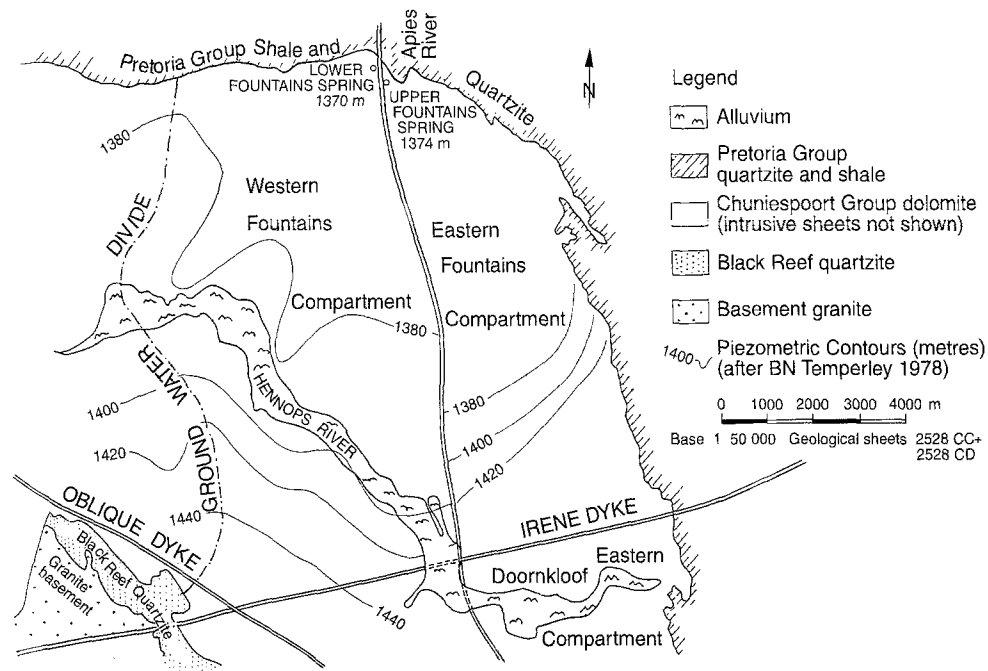 Pretoria Group Shale and
Quartzite
Apies
River
LOWER
FOUNTAINS SPRING
1370 m
UPPER
FOUNTAINS
SPRING
1374 m
N
1380
Western
Fountains
Compartment
Eastern
Fountains
Compartment
DIVIDE
WATER
GROUND
1380
1380
1400
1400
1420
1420
1440
1440
HENNOPS RIVER
OBLIQUE DYKE
IRENE DYKE
Black Reef Quartzite
Granite
basement
Eastern
Doornkloof
Compartment
Legend
Alluvium
Pretoria Group
quartzite and shale
Chuniespoort Group dolomite
(intrusive sheets not shown)
Black Reef quartzite
Basement granite
1400 Piezometric Contours (metres)
(after BN Temperley 1978)
0 1000 2000 3000 4000 m
Base 1 50 000 Geological sheets 2528 CC+
2528 CD